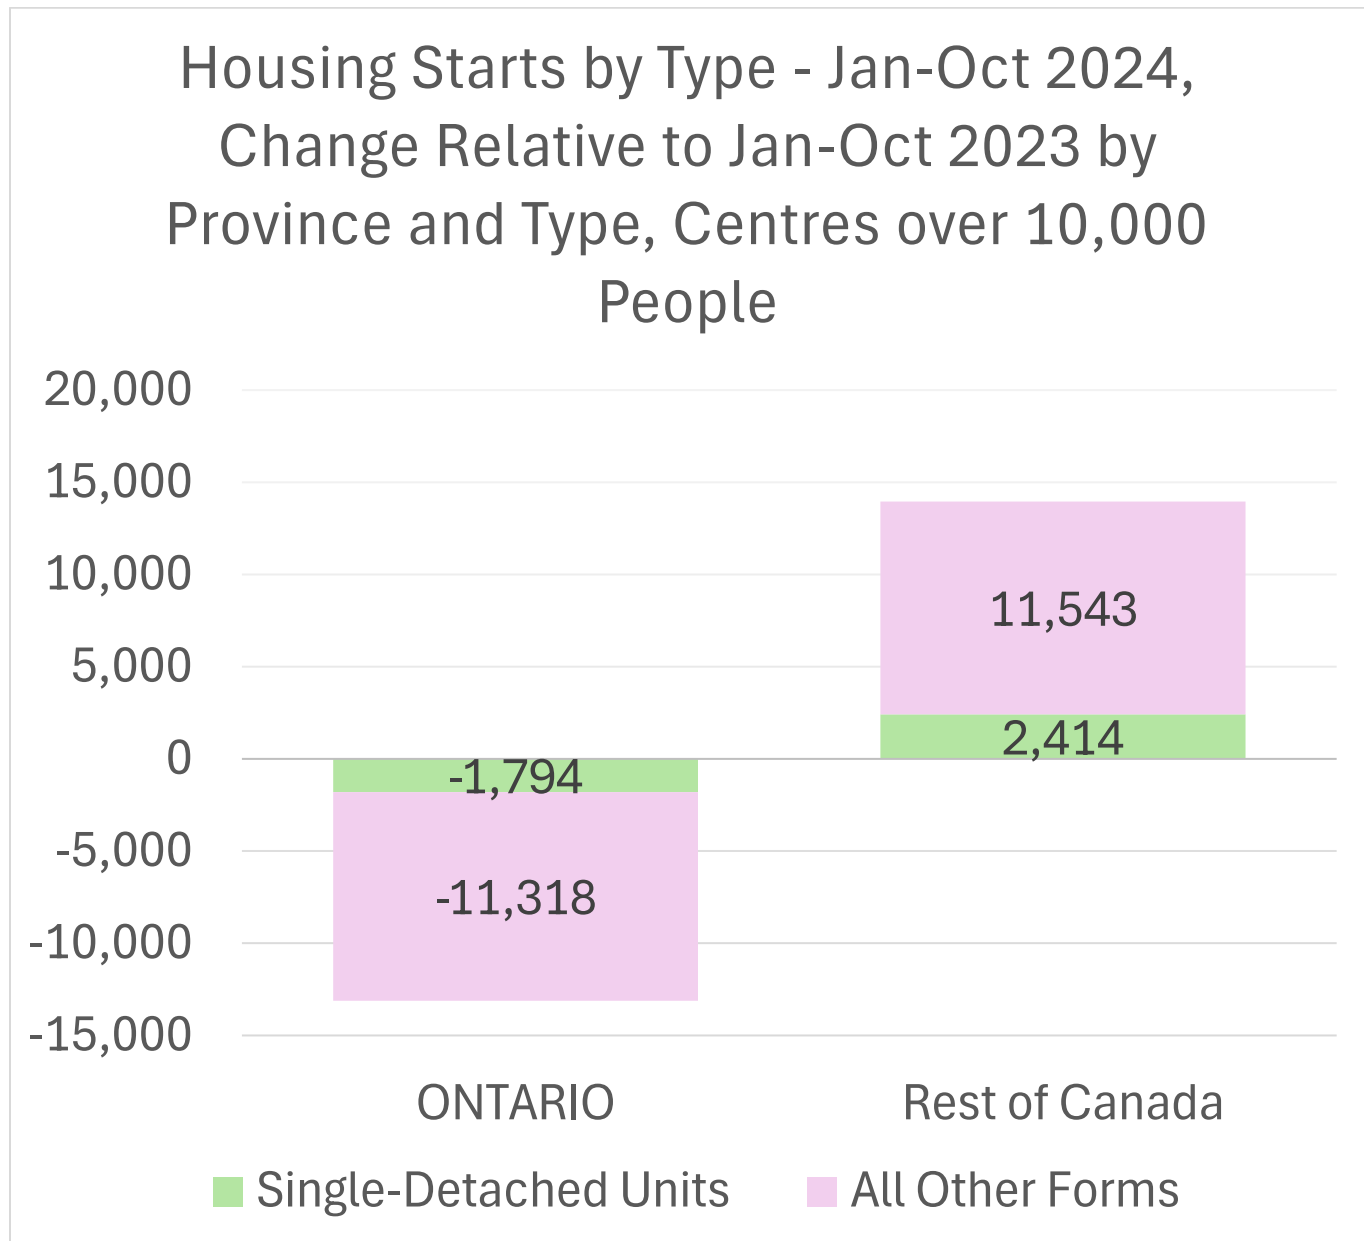 Housing Starts by Type - Jan-Oct 2024,
Change Relative to Jan-Oct 2023 by
Province and Type, Centres over 10,000
People
20,000
15,000
10,000
5,000
0
-5,000
-10,000
-15,000
11,543
2,414
-1,794
-11,318
ONTARIO
Rest of Canada
Single-Detached Units
All Other Forms